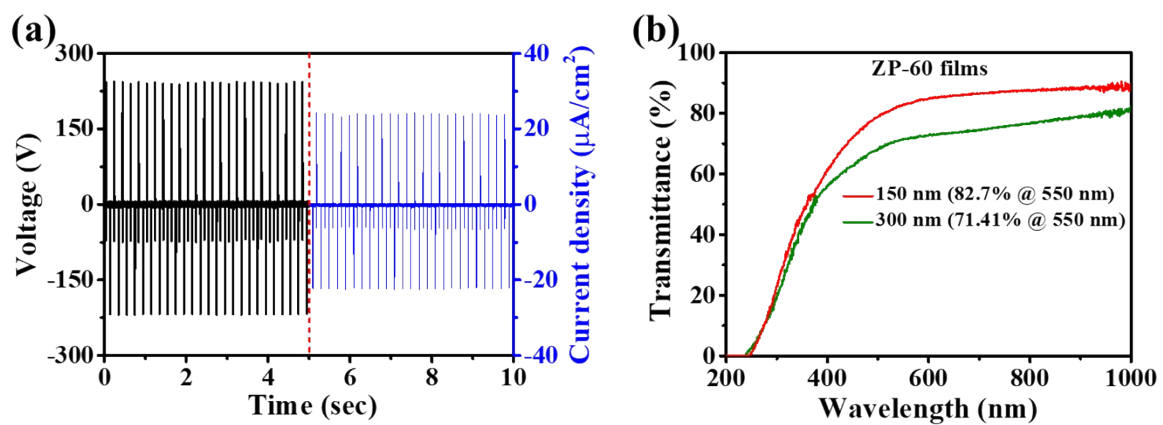 (a)
Voltage (V)
300
150
0
-150
-300
0
2
4
6
8
10
Time (sec)
40
20
0
-20
-40
Current density (μA/cm²)
(b)
Transmittance (%)
100
80
60
40
20
0
ZP-60 films
150 nm (82.7% @ 550 nm)
300 nm (71.41% @ 550 nm)
200
400
600
800
1000
Wavelength (nm)